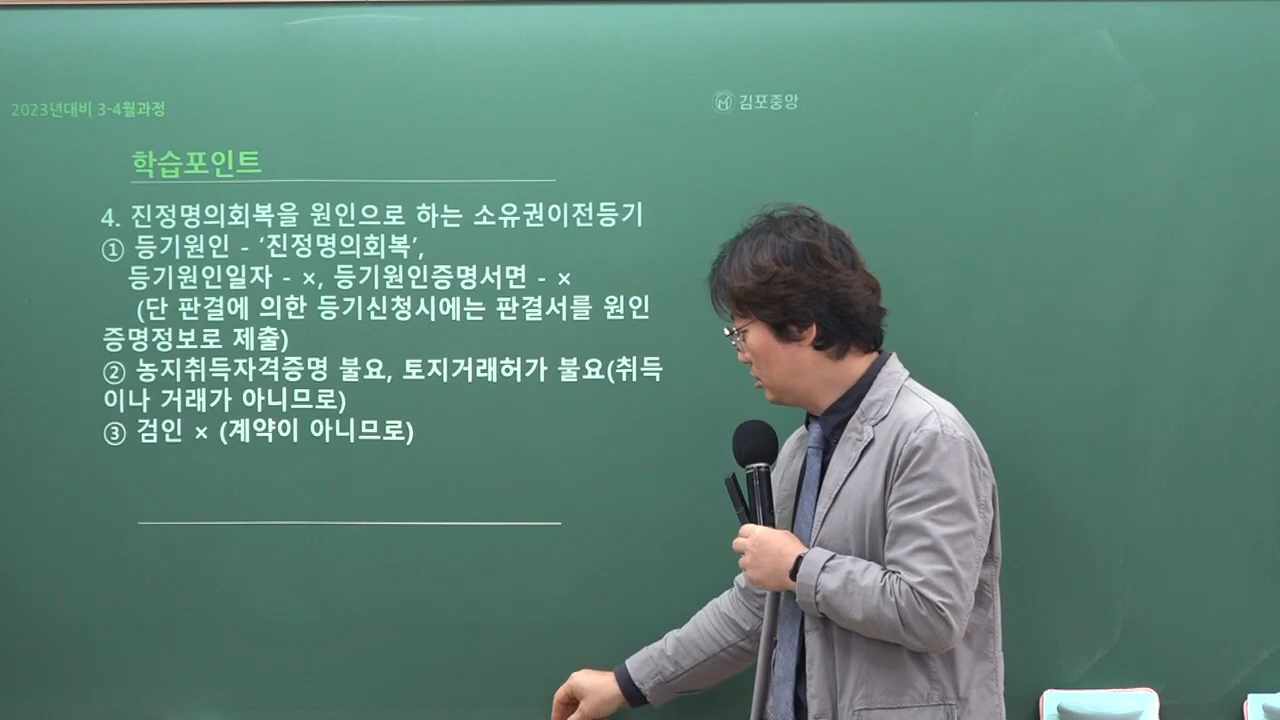 2023년대비 3-4월과정
김포중앙
학습포인트
4. 진정명의회복을 원인으로 하는 소유권이전등기
① 등기원인 - ‘진정명의회복’,
등기원인일자 - ×, 등기원인증명서면 - ×
(단 판결에 의한 등기신청시에는 판결서를 원인
증명정보로 제출)
② 농지취득자격증명 불요, 토지거래허가 불요(취득
이나 거래가 아니므로)
③ 검인 × (계약이 아니므로)